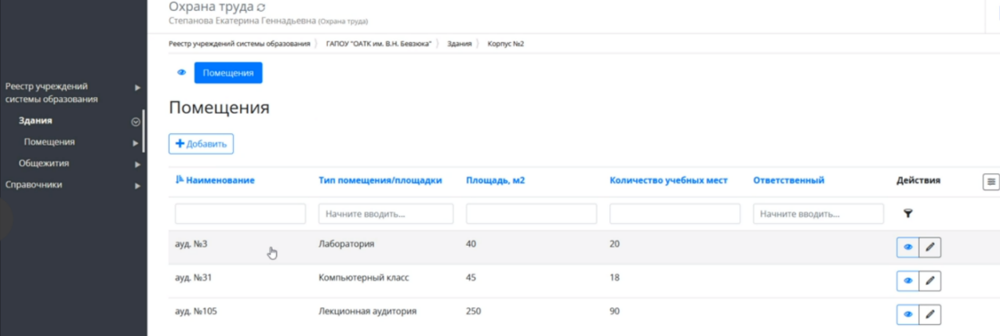 Охрана труда
Степанова Екатерина Геннадьевна (Охрана труда)
Реестр учреждений системы образования ГАПОУ "ОАТК им. В.Н. Бевзюка" Здания Корпус №2
Помещения
Реестр учреждений
системы образования
Здания
Помещения
Общежития
Справочники
Помещения
Добавить
Наименование Тип помещения/площадки Площадь, м2 Количество учебных мест Ответственный Действия
Начните вводить... Начните вводить...
ауд. №3 Лаборатория 40 20
ауд. №31 Компьютерный класс 45 18
ауд. №105 Лекционная аудитория 250 90